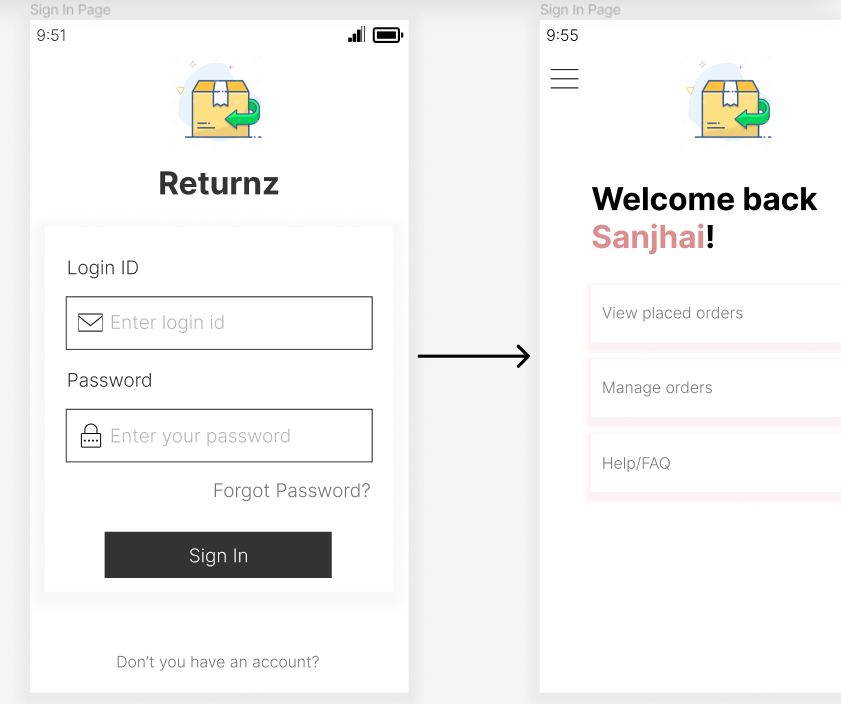 Sign In Page
9:51
Returnz
Login ID
Enter login id
Password
Enter your password
Forgot Password?
Sign In
Don't you have an account?
Sign In Page
9:55
Welcome back
Sanjhai!
View placed orders
Manage orders
Help/FAQ